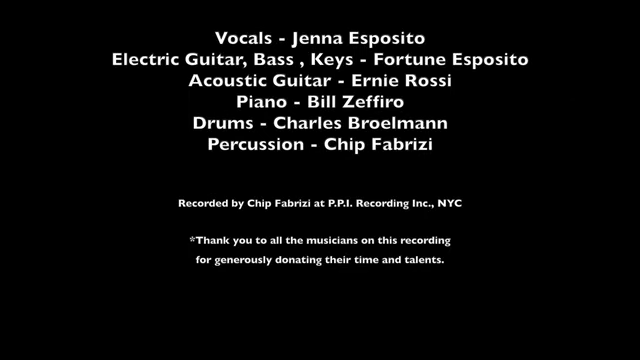 Vocals - Jenna Esposito
Electric Guitar, Bass , Keys - Fortune Esposito
Acoustic Guitar - Ernie Rossi
Piano - Bill Zeffiro
Drums - Charles Broelmann
Percussion - Chip Fabrizi
Recorded by Chip Fabrizi at P.P.I. Recording Inc., NYC
*Thank you to all the musicians on this recording
for generously donating their time and talents.